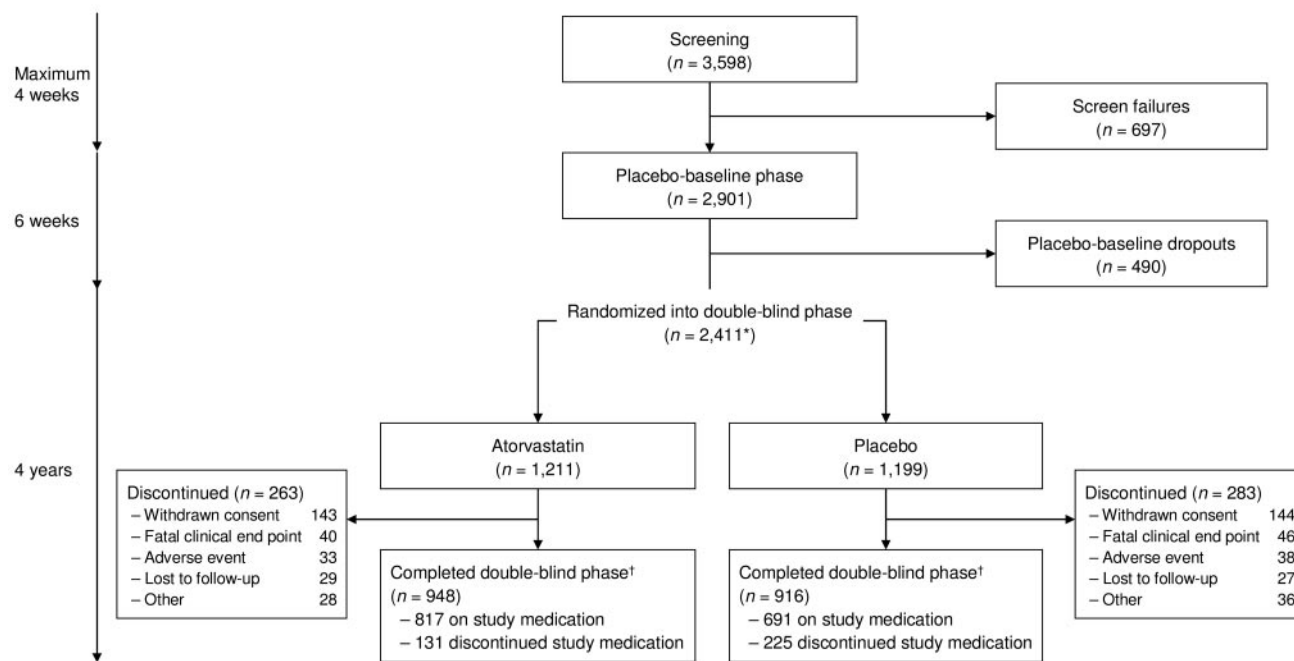 Screening
(n = 3,598)
Maximum
4 weeks
Screen failures
(n = 697)
Placebo-baseline phase
(n = 2,901)
6 weeks
Placebo-baseline dropouts
(n = 490)
Randomized into double-blind phase
(n = 2,411*)
Atorvastatin
(n = 1,211)
Placebo
(n = 1,199)
4 years
Discontinued (n = 263)
– Withdrawn consent 143
– Fatal clinical end point 40
– Adverse event 33
– Lost to follow-up 29
– Other 28
Completed double-blind phase†
(n = 948)
– 817 on study medication
– 131 discontinued study medication
Completed double-blind phase†
(n = 916)
– 691 on study medication
– 225 discontinued study medication
Discontinued (n = 283)
– Withdrawn consent 144
– Fatal clinical end point 46
– Adverse event 38
– Lost to follow-up 27
– Other 36